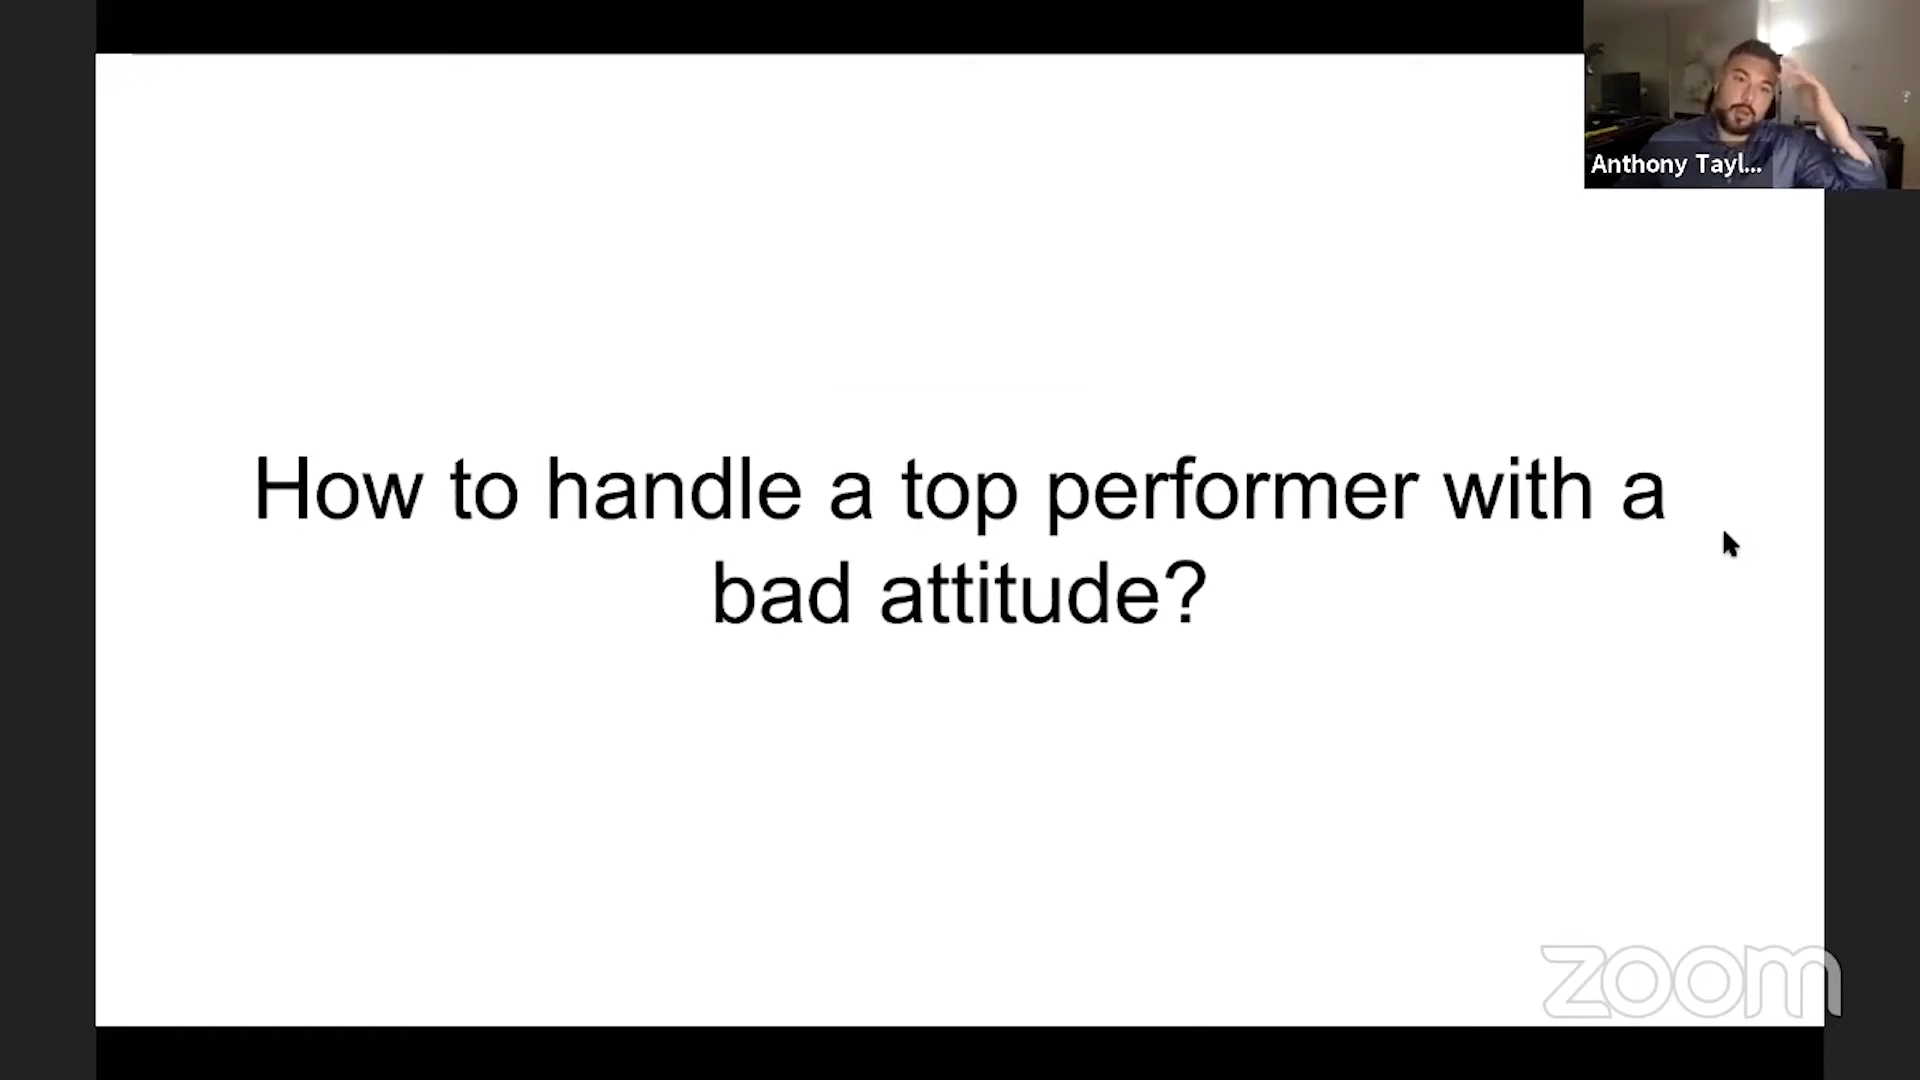 Anthony Tayl...
How to handle a top performer with a
bad attitude?
zoom